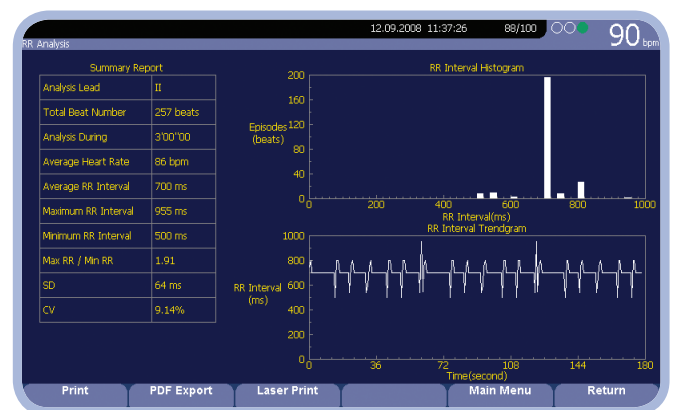 12.09.2008 11:37:26 88/100 90 bpm
RR Analysis
Summary Report
Analysis Lead II
Total Beat Number 257 beats
Analysis During 3'00"00
Average Heart Rate 86 bpm
Average RR Interval 700 ms
Maximum RR Interval 955 ms
Minimum RR Interval 500 ms
Max RR / Min RR 1.91
SD 64 ms
CV 9.14%
RR Interval Histogram
200
160
Episodes 120
(beats)
80
40
0
0 200 400 600 800 1000
RR Interval(ms)
RR Interval Trendgram
1000
800
RR Interval 600
(ms)
400
200
0
0 36 72 108 144 180
Time(second)
Print PDF Export Laser Print Main Menu Return